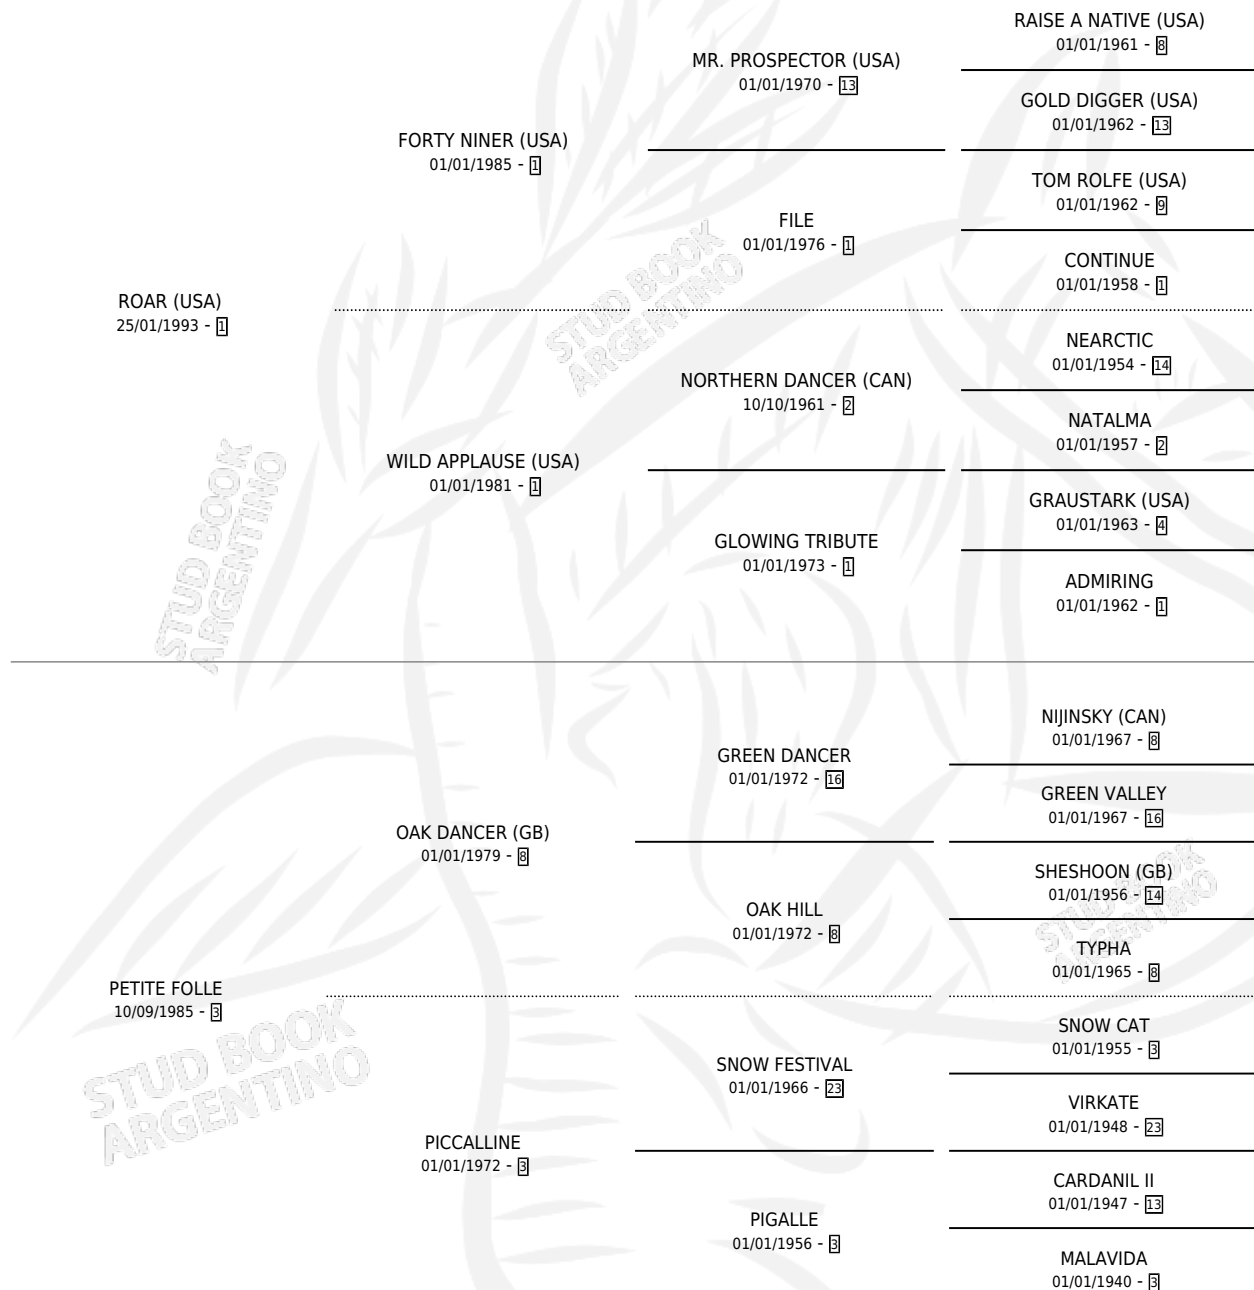 RAISE A NATIVE (USA)
01/01/1961 - 8
MR. PROSPECTOR (USA)
01/01/1970 - 13
GOLD DIGGER (USA)
01/01/1962 - 13
FORTY NINER (USA)
01/01/1985 - 1
TOM ROLFE (USA)
01/01/1962 - 9
FILE
01/01/1976 - 1
CONTINUE
01/01/1958 - 1
ROAR (USA)
25/01/1993 - 1
NEARCTIC
01/01/1954 - 14
NORTHERN DANCER (CAN)
10/10/1961 - 2
NATALMA
01/01/1957 - 2
WILD APPLAUSE (USA)
01/01/1981 - 1
GRAUSTARK (USA)
01/01/1963 - 4
GLOWING TRIBUTE
01/01/1973 - 1
ADMIRING
01/01/1962 - 1
NIJINSKY (CAN)
01/01/1967 - 8
GREEN DANCER
01/01/1972 - 16
GREEN VALLEY
01/01/1967 - 16
OAK DANCER (GB)
01/01/1979 - 8
SHESHOON (GB)
01/01/1956 - 14
OAK HILL
01/01/1972 - 8
TYPHA
01/01/1965 - 8
PETITE FOLLE
10/09/1985 - 3
SNOW CAT
01/01/1955 - 3
SNOW FESTIVAL
01/01/1966 - 23
VIRKATE
01/01/1948 - 23
PICCALLINE
01/01/1972 - 3
CARDANIL II
01/01/1947 - 13
PIGALLE
01/01/1956 - 3
MALAVIDA
01/01/1940 - 3
STUD BOOK
ARGENTINO
STUD BOOK
ARGENTINO
STUD BOOK
ARGENTINO
STUD BOOK
ARGENTINO